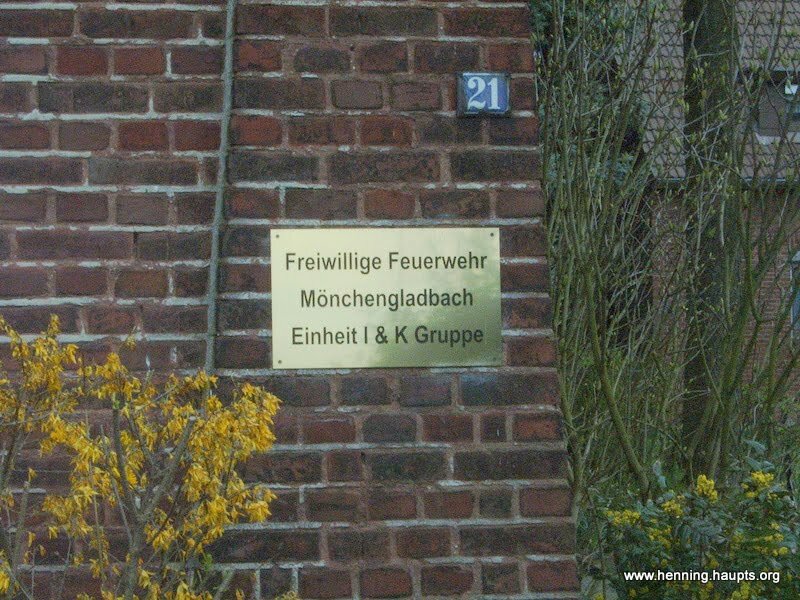 21
Freiwillige Feuerwehr
Mönchengladbach
Einheit I & K Gruppe
www.henning.haupts.org